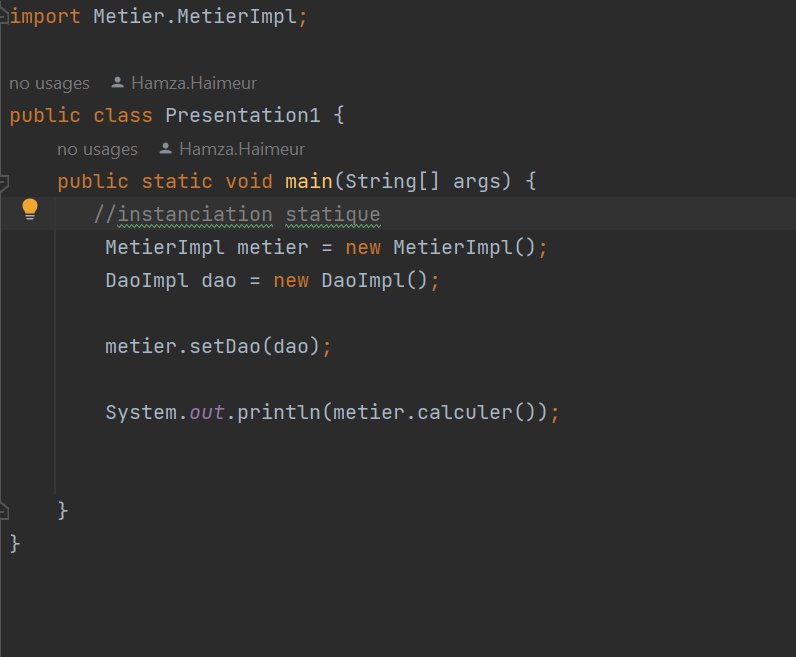 import Metier.MetierImpl;
no usages Hamza.Haimeur
public class Presentation1 {
no usages Hamza.Haimeur
public static void main(String[] args) {
//instanciation statique
MetierImpl metier = new MetierImpl();
DaoImpl dao = new DaoImpl();
metier.setDao(dao);
System.out.println(metier.calculer());
}
}